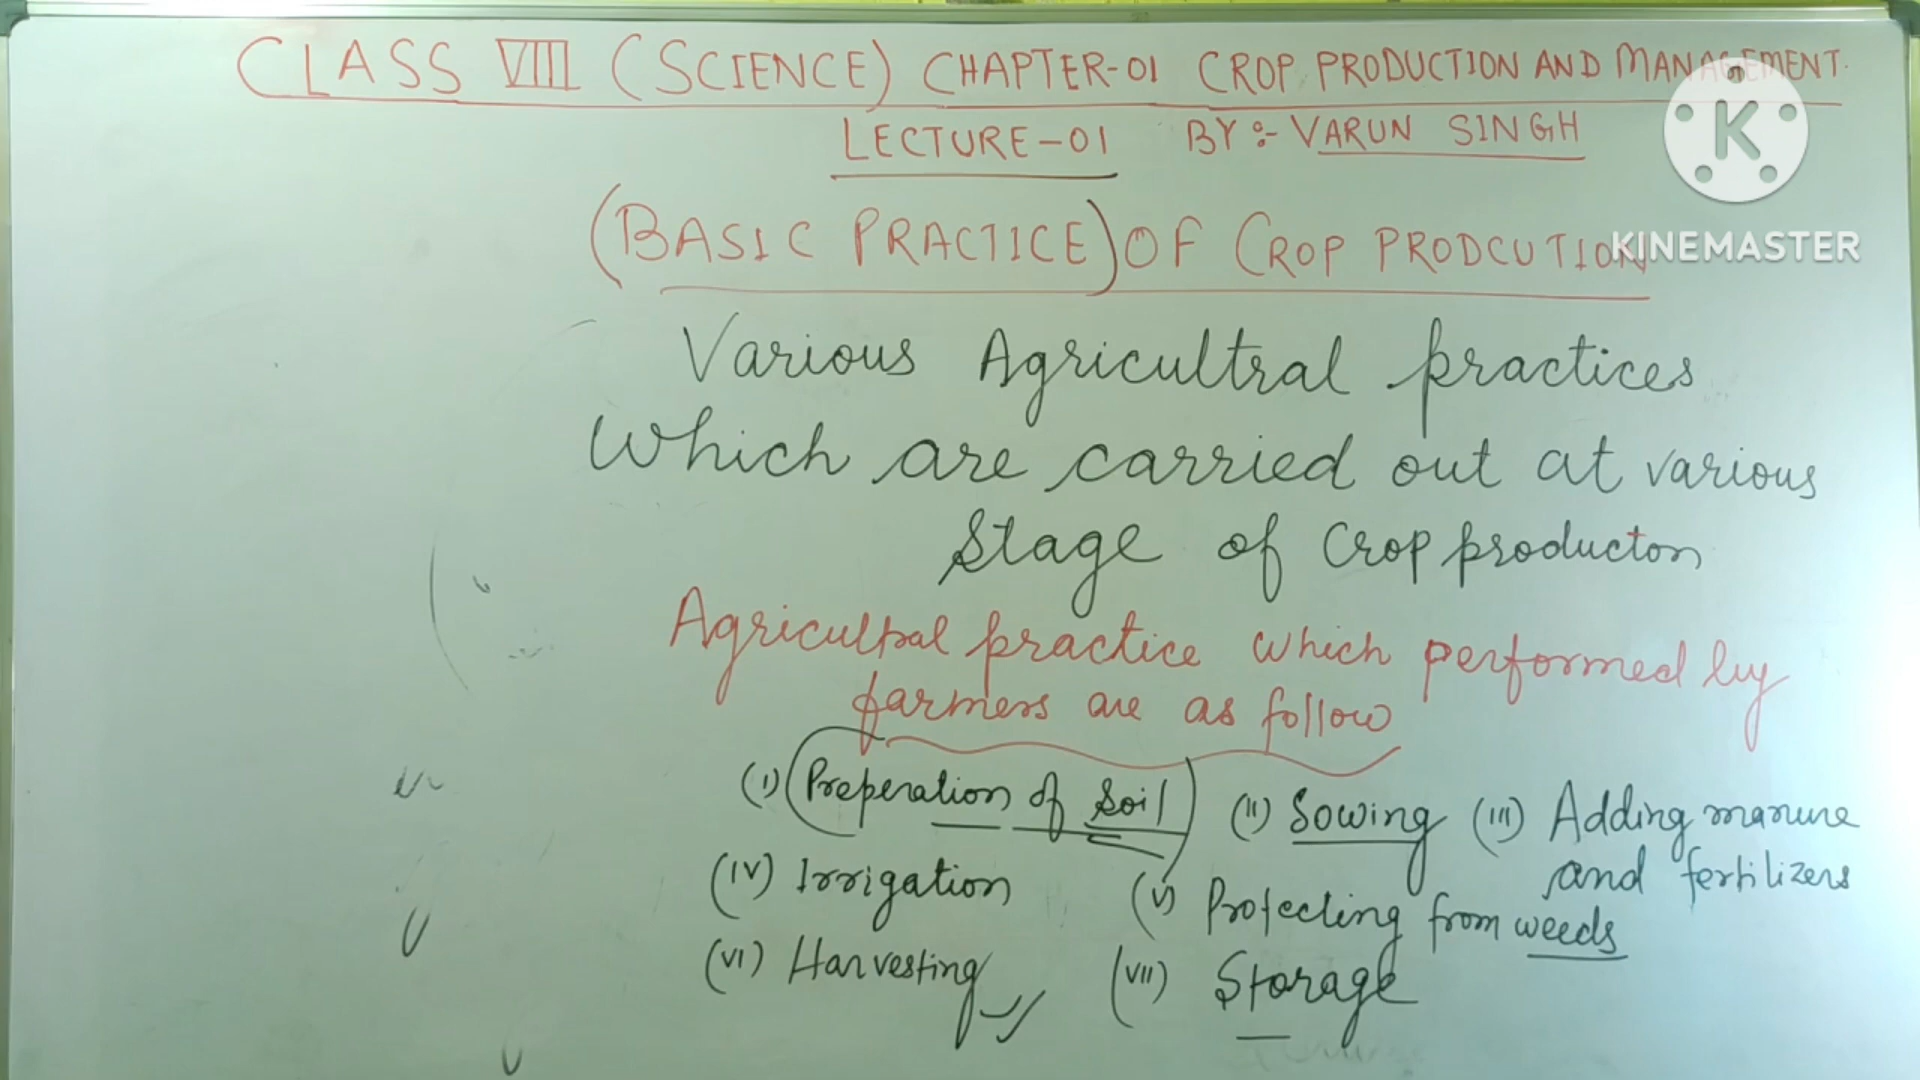 CLASS VIII (SCIENCE) CHAPTER-01 CROP PRODUCTION AND MANAGEMENT.
LECTURE-01 BY:- VARUN SINGH
(BASIC PRACTICE) OF CROP PRODCUTION
KINEMASTER
Various Agricultral practices
Which are carried out at various
Stage of Crop producton
Agricultral practice which performed by
farmers are as follow
(I) Preperation of Soil (II) Sowing (III) Adding manure
and fertilizers
(IV) Irrigation (V) Protecting from weeds
(VI) Harvesting (VII) Storage